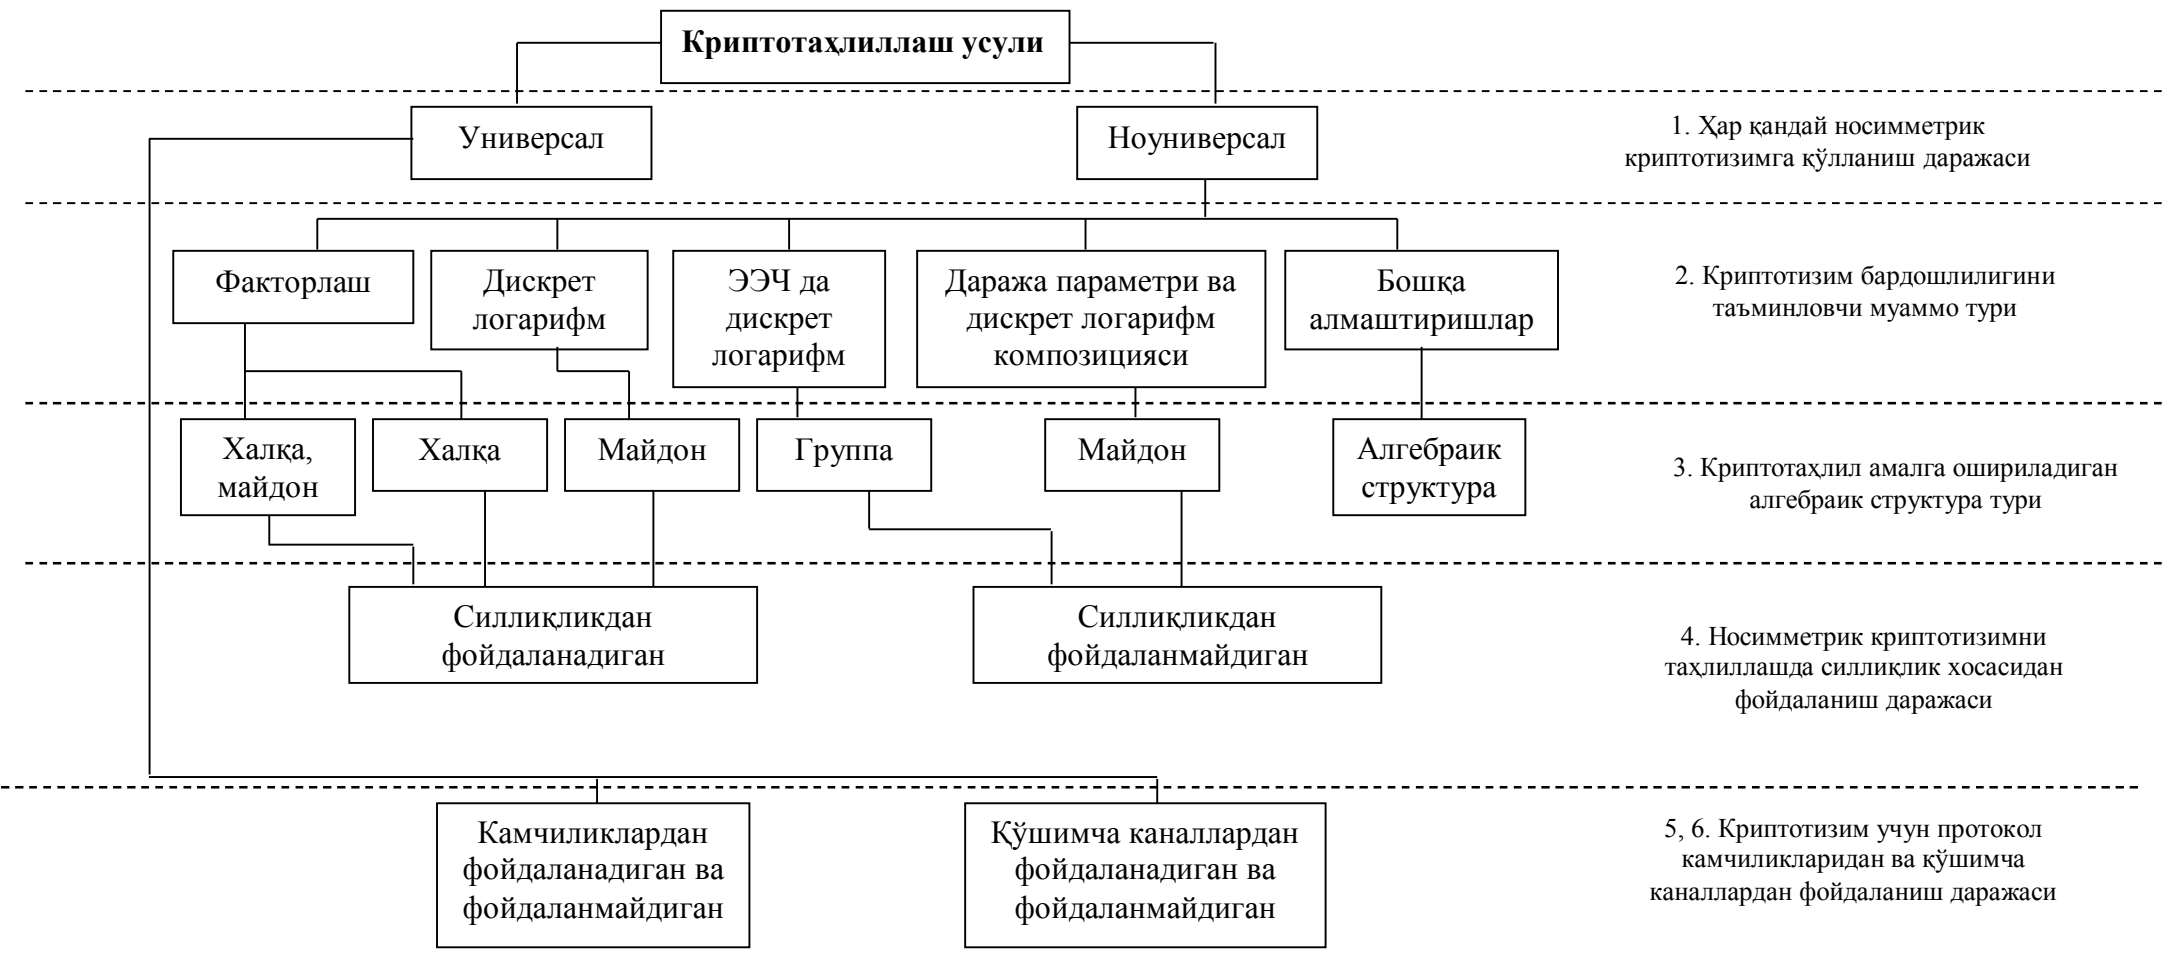 Криптотаҳлиллаш усули
Универсал
Ноуниверсал
1. Ҳар қандай носимметрик
криптотизимга қўлланиш даражаси
Факторлаш
Дискрет
логарифм
ЭЭЧ да
дискрет
логарифм
Даража параметри ва
дискрет логарифм
композицияси
Бошқа
алмаштиришлар
2. Криптотизим бардошлилигини
таъминловчи муаммо тури
Халқа,
майдон
Халқа
Майдон
Группа
Майдон
Алгебраик
структура
3. Криптотаҳлил амалга ошириладиган
алгебраик структура тури
Силлиқликдан
фойдаланадиган
Силлиқликдан
фойдаланмайдиган
4. Носимметрик криптотизимни
таҳлиллашда силлиқлик хосасидан
фойдаланиш даражаси
Камчиликлардан
фойдаланадиган ва
фойдаланмайдиган
Қўшимча каналлардан
фойдаланадиган ва
фойдаланмайдиган
5, 6. Криптотизим учун протокол
камчиликларидан ва қўшимча
каналлардан фойдаланиш даражаси